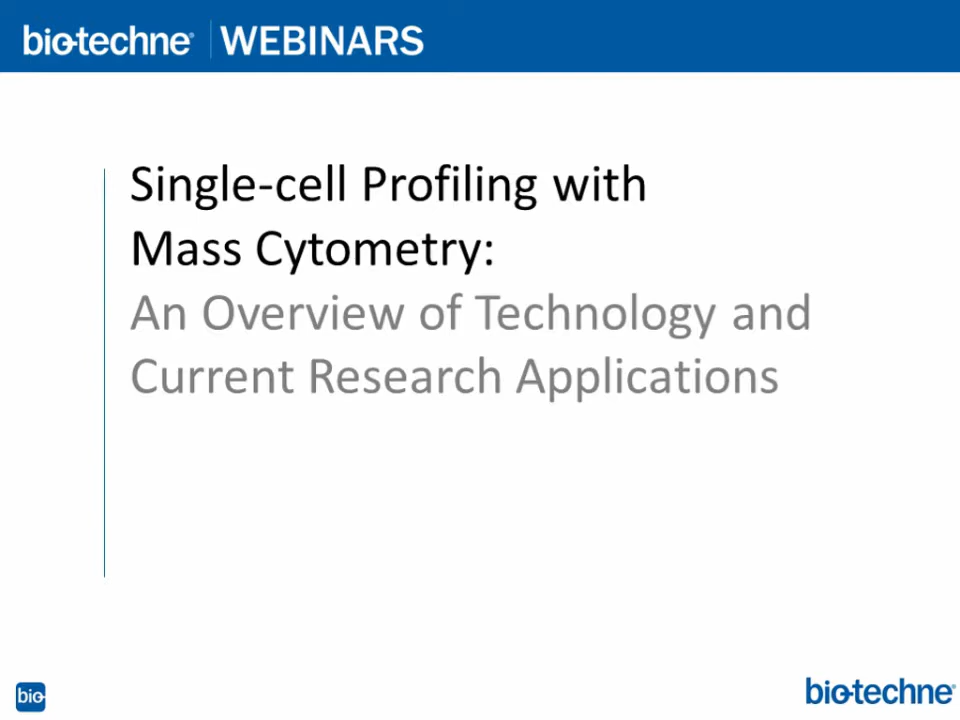 bio-techne® | WEBINARS
Single-cell Profiling with
Mass Cytometry:
An Overview of Technology and
Current Research Applications
bio-
bio-techne®